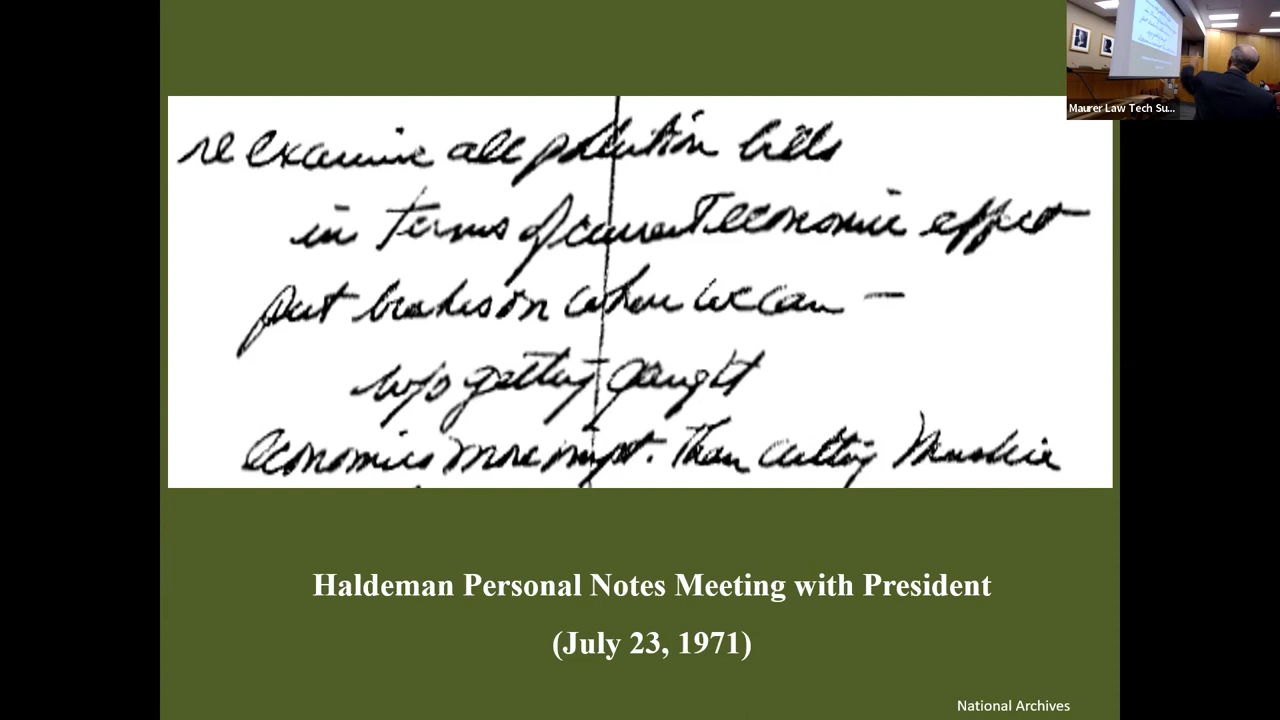 re examine all pollution bills
in terms of current economic effect
put brakes on where we can –
w/o getting caught
economics more impt. than cutting Muskie
Haldeman Personal Notes Meeting with President
(July 23, 1971)
National Archives
Maurer Law Tech Su...